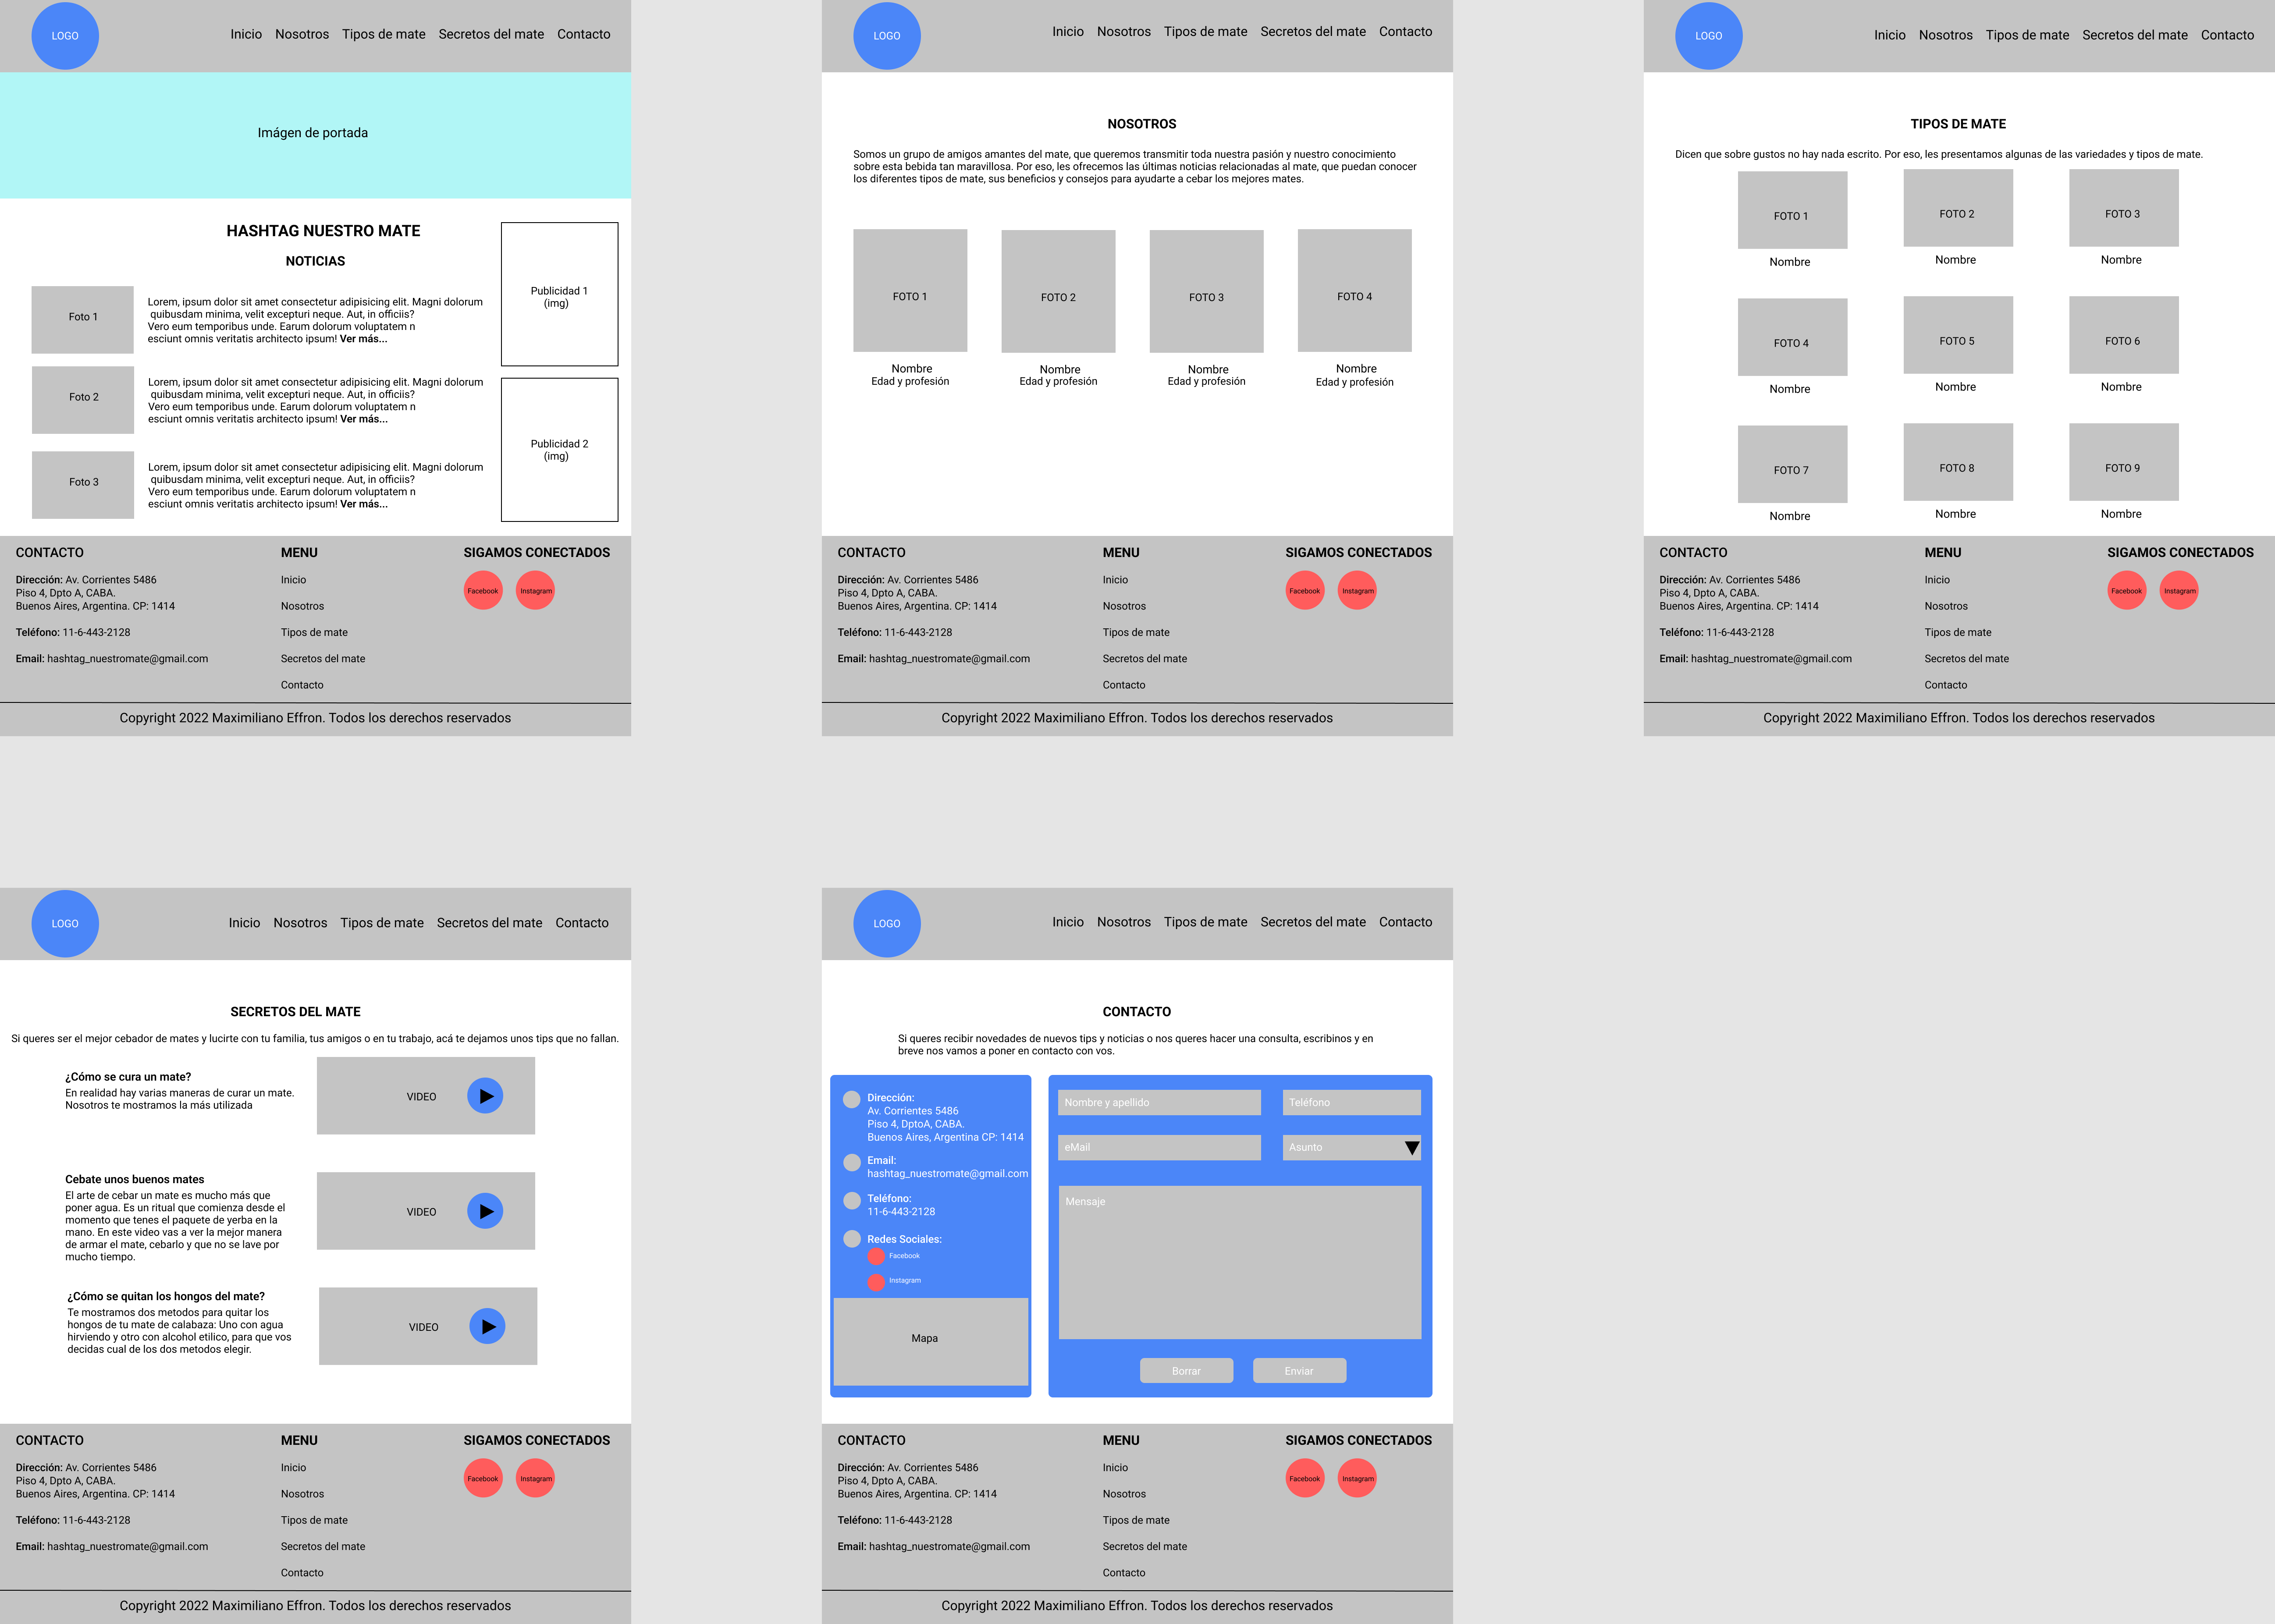 LOGO
Inicio Nosotros Tipos de mate Secretos del mate Contacto
Imágen de portada
HASHTAG NUESTRO MATE
NOTICIAS
Foto 1
Lorem, ipsum dolor sit amet consectetur adipisicing elit. Magni dolorum
quibusdam minima, velit excepturi neque. Aut, in officiis?
Vero eum temporibus unde. Earum dolorum voluptatem n
esciunt omnis veritatis architecto ipsum! Ver más...
Foto 2
Lorem, ipsum dolor sit amet consectetur adipisicing elit. Magni dolorum
quibusdam minima, velit excepturi neque. Aut, in officiis?
Vero eum temporibus unde. Earum dolorum voluptatem n
esciunt omnis veritatis architecto ipsum! Ver más...
Foto 3
Lorem, ipsum dolor sit amet consectetur adipisicing elit. Magni dolorum
quibusdam minima, velit excepturi neque. Aut, in officiis?
Vero eum temporibus unde. Earum dolorum voluptatem n
esciunt omnis veritatis architecto ipsum! Ver más...
Publicidad 1
(img)
Publicidad 2
(img)
CONTACTO
Dirección: Av. Corrientes 5486
Piso 4, Dpto A, CABA.
Buenos Aires, Argentina. CP: 1414
Teléfono: 11-6-443-2128
Email: hashtag_nuestromate@gmail.com
MENU
Inicio
Nosotros
Tipos de mate
Secretos del mate
Contacto
SIGAMOS CONECTADOS
Facebook Instagram
Copyright 2022 Maximiliano Effron. Todos los derechos reservados
LOGO
Inicio Nosotros Tipos de mate Secretos del mate Contacto
NOSOTROS
Somos un grupo de amigos amantes del mate, que queremos transmitir toda nuestra pasión y nuestro conocimiento
sobre esta bebida tan maravillosa. Por eso, les ofrecemos las últimas noticias relacionadas al mate, que puedan conocer
los diferentes tipos de mate, sus beneficios y consejos para ayudarte a cebar los mejores mates.
FOTO 1 FOTO 2 FOTO 3 FOTO 4
Nombre Nombre Nombre Nombre
Edad y profesión Edad y profesión Edad y profesión Edad y profesión
CONTACTO
Dirección: Av. Corrientes 5486
Piso 4, Dpto A, CABA.
Buenos Aires, Argentina. CP: 1414
Teléfono: 11-6-443-2128
Email: hashtag_nuestromate@gmail.com
MENU
Inicio
Nosotros
Tipos de mate
Secretos del mate
Contacto
SIGAMOS CONECTADOS
Facebook Instagram
Copyright 2022 Maximiliano Effron. Todos los derechos reservados
LOGO
Inicio Nosotros Tipos de mate Secretos del mate Contacto
TIPOS DE MATE
Dicen que sobre gustos no hay nada escrito. Por eso, les presentamos algunas de las variedades y tipos de mate.
FOTO 1 FOTO 2 FOTO 3
Nombre Nombre Nombre
FOTO 4 FOTO 5 FOTO 6
Nombre Nombre Nombre
FOTO 7 FOTO 8 FOTO 9
Nombre Nombre Nombre
CONTACTO
Dirección: Av. Corrientes 5486
Piso 4, Dpto A, CABA.
Buenos Aires, Argentina. CP: 1414
Teléfono: 11-6-443-2128
Email: hashtag_nuestromate@gmail.com
MENU
Inicio
Nosotros
Tipos de mate
Secretos del mate
Contacto
SIGAMOS CONECTADOS
Facebook Instagram
Copyright 2022 Maximiliano Effron. Todos los derechos reservados
LOGO
Inicio Nosotros Tipos de mate Secretos del mate Contacto
SECRETOS DEL MATE
Si queres ser el mejor cebador de mates y lucirte con tu familia, tus amigos o en tu trabajo, acá te dejamos unos tips que no fallan.
¿Cómo se cura un mate?
En realidad hay varias maneras de curar un mate.
Nosotros te mostramos la más utilizada
VIDEO
Cebate unos buenos mates
El arte de cebar un mate es mucho más que
poner agua. Es un ritual que comienza desde el
momento que tenes el paquete de yerba en la
mano. En este video vas a ver la mejor manera
de armar el mate, cebarlo y que no se lave por
mucho tiempo.
VIDEO
¿Cómo se quitan los hongos del mate?
Te mostramos dos metodos para quitar los
hongos de tu mate de calabaza: Uno con agua
hirviendo y otro con alcohol etilico, para que vos
decidas cual de los dos metodos elegir.
VIDEO
CONTACTO
Dirección: Av. Corrientes 5486
Piso 4, Dpto A, CABA.
Buenos Aires, Argentina. CP: 1414
Teléfono: 11-6-443-2128
Email: hashtag_nuestromate@gmail.com
MENU
Inicio
Nosotros
Tipos de mate
Secretos del mate
Contacto
SIGAMOS CONECTADOS
Facebook Instagram
Copyright 2022 Maximiliano Effron. Todos los derechos reservados
LOGO
Inicio Nosotros Tipos de mate Secretos del mate Contacto
CONTACTO
Si queres recibir novedades de nuevos tips y noticias o nos queres hacer una consulta, escribinos y en
breve nos vamos a poner en contacto con vos.
Dirección:
Av. Corrientes 5486
Piso 4, DptoA, CABA.
Buenos Aires, Argentina CP: 1414
Email:
hashtag_nuestromate@gmail.com
Teléfono:
11-6-443-2128
Redes Sociales:
Facebook
Instagram
Mapa
Nombre y apellido Teléfono
eMail Asunto
Mensaje
Borrar Enviar
CONTACTO
Dirección: Av. Corrientes 5486
Piso 4, Dpto A, CABA.
Buenos Aires, Argentina. CP: 1414
Teléfono: 11-6-443-2128
Email: hashtag_nuestromate@gmail.com
MENU
Inicio
Nosotros
Tipos de mate
Secretos del mate
Contacto
SIGAMOS CONECTADOS
Facebook Instagram
Copyright 2022 Maximiliano Effron. Todos los derechos reservados